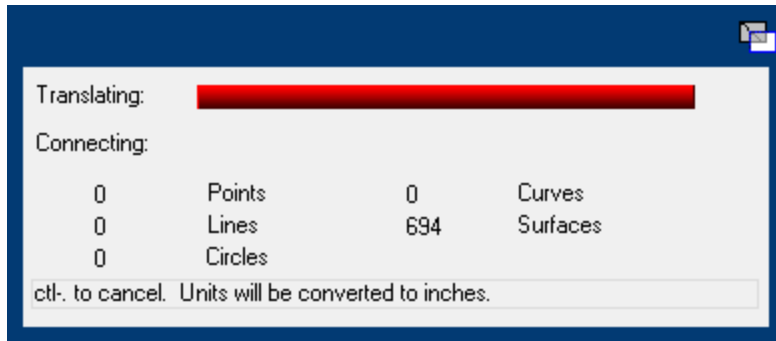 Translating:
Connecting:
0 Points 0 Curves
0 Lines 694 Surfaces
0 Circles
ctl-. to cancel.  Units will be converted to inches.